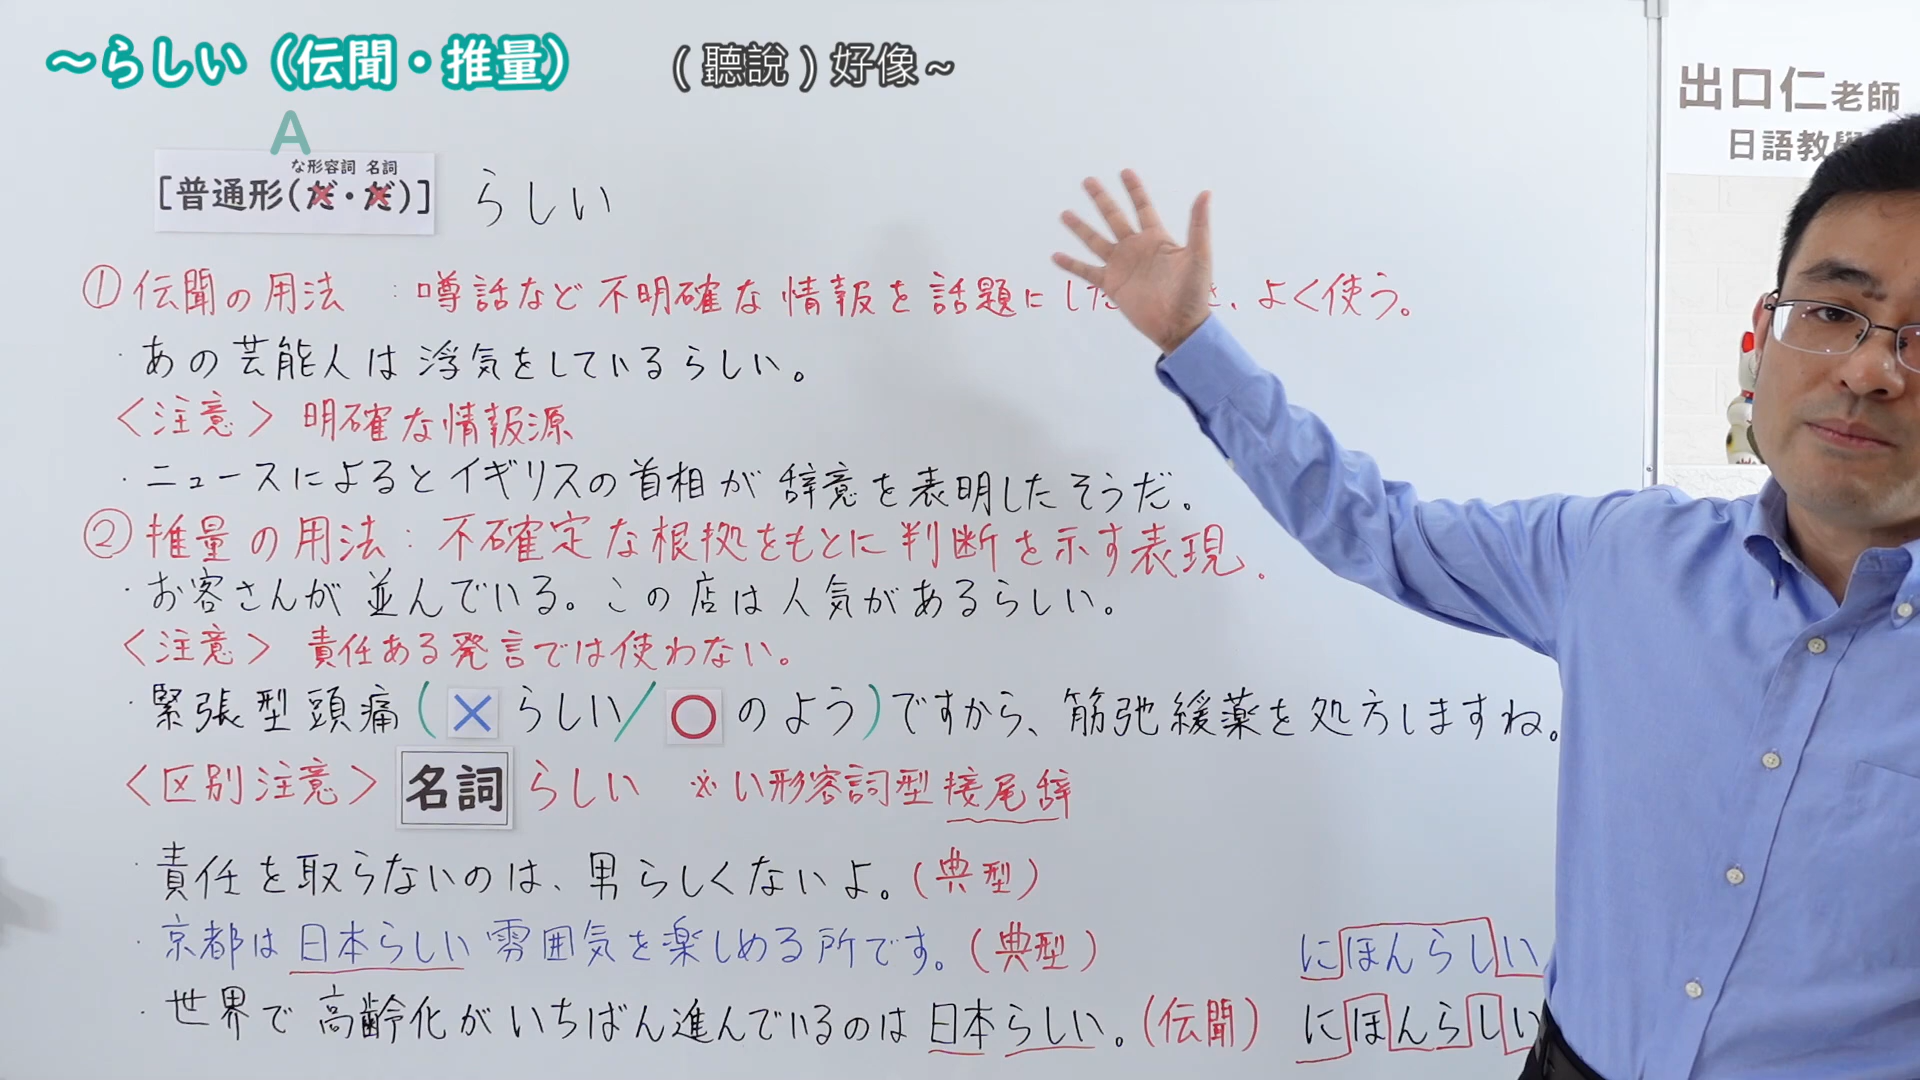 ～らしい（伝聞・推量） （聽說）好像～
出口仁老師
日語教
A
な形容詞 名詞
[普通形(だ・だ)] らしい
①伝聞の用法：噂話など不明確な情報を話題にした、よく使う。
・あの芸能人は浮気をしているらしい。
〈注意〉明確な情報源
・ニュースによるとイギリスの首相が辞意を表明したそうだ。
②推量の用法：不確定な根拠をもとに判断を示す表現.
・お客さんが並んでいる。この店は人気があるらしい。
〈注意〉責任ある発言では使わない。
・緊張型頭痛(×らしい/○のよう)ですから、筋弛緩薬を処方しますね。
〈区別注意〉名詞らしい ※い形容詞型接尾辞
・責任を取らないのは、男らしくないよ。(典型)
・京都は日本らしい雰囲気を楽しめる所です。(典型) にほんらしい
・世界で高齢化がいちばん進んでいるのは日本らしい。(伝聞) にほんらしい